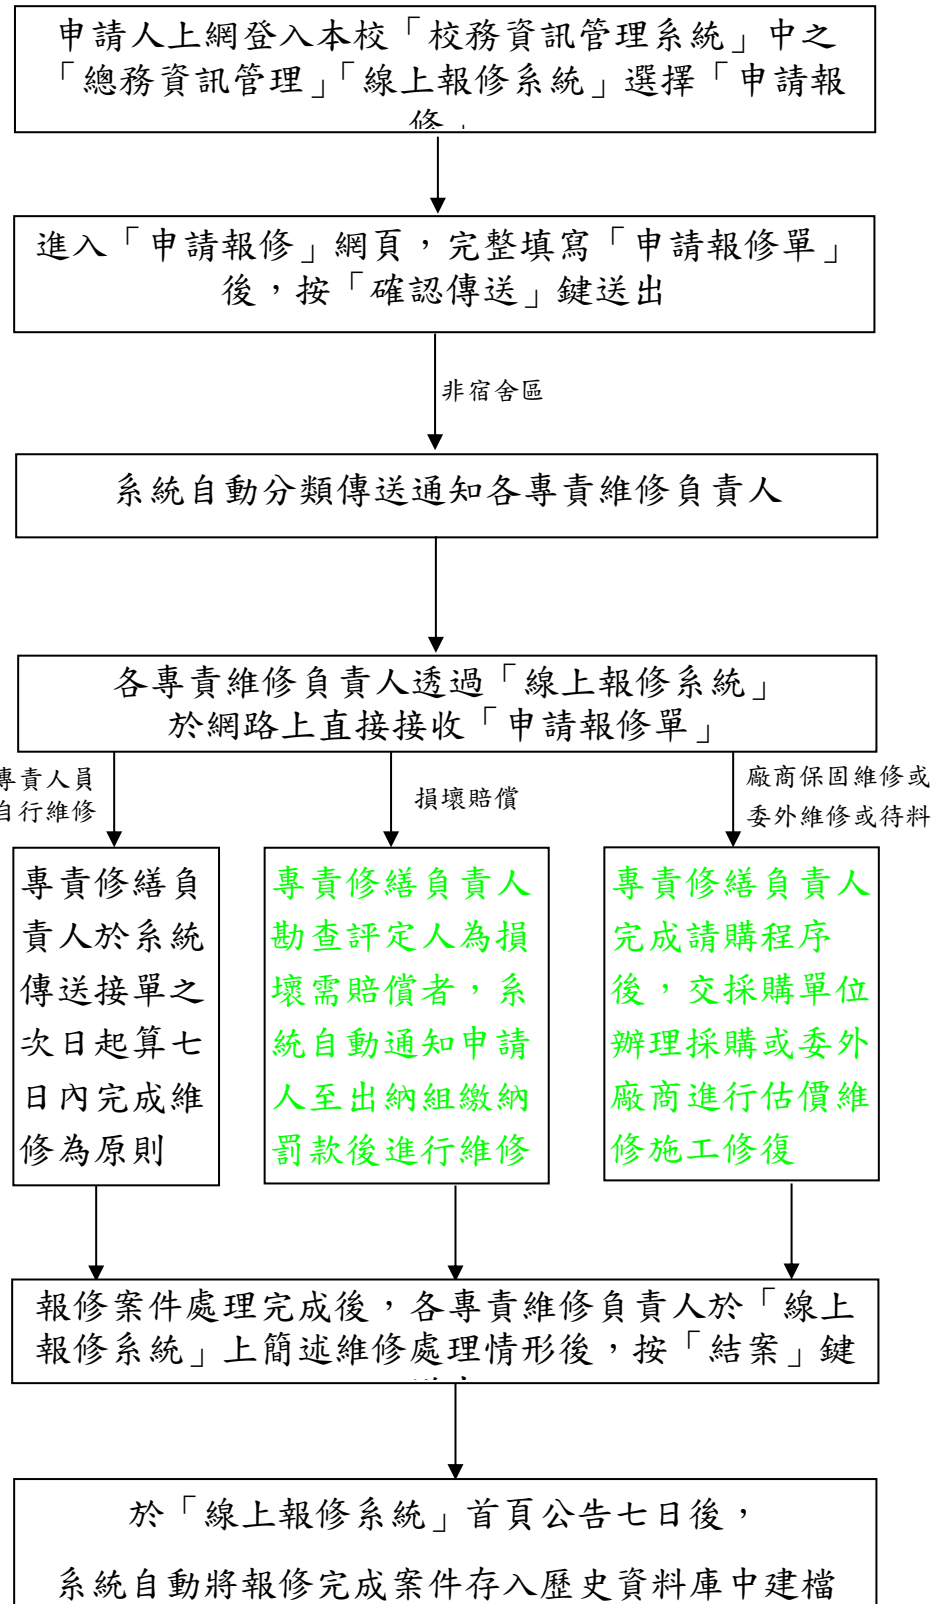 申請人上網登入本校「校務資訊管理系統」中之
「總務資訊管理」「線上報修系統」選擇「申請報
修」
進入「申請報修」網頁，完整填寫「申請報修單」
後，按「確認傳送」鍵送出
非宿舍區
系統自動分類傳送通知各專責維修負責人
各專責維修負責人透過「線上報修系統」
於網路上直接接收「申請報修單」
專責人員
自行維修
損壞賠償
廠商保固維修或
委外維修或待料
專責修繕負
責人於系統
傳送接單之
次日起算七
日內完成維
修為原則
專責修繕負責人
勘查評定人為損
壞需賠償者，系
統自動通知申請
人至出納組繳納
罰款後進行維修
專責修繕負責人
完成請購程序
後，交採購單位
辦理採購或委外
廠商進行估價維
修施工修復
報修案件處理完成後，各專責維修負責人於「線上
報修系統」上簡述維修處理情形後，按「結案」鍵
於「線上報修系統」首頁公告七日後，
系統自動將報修完成案件存入歷史資料庫中建檔